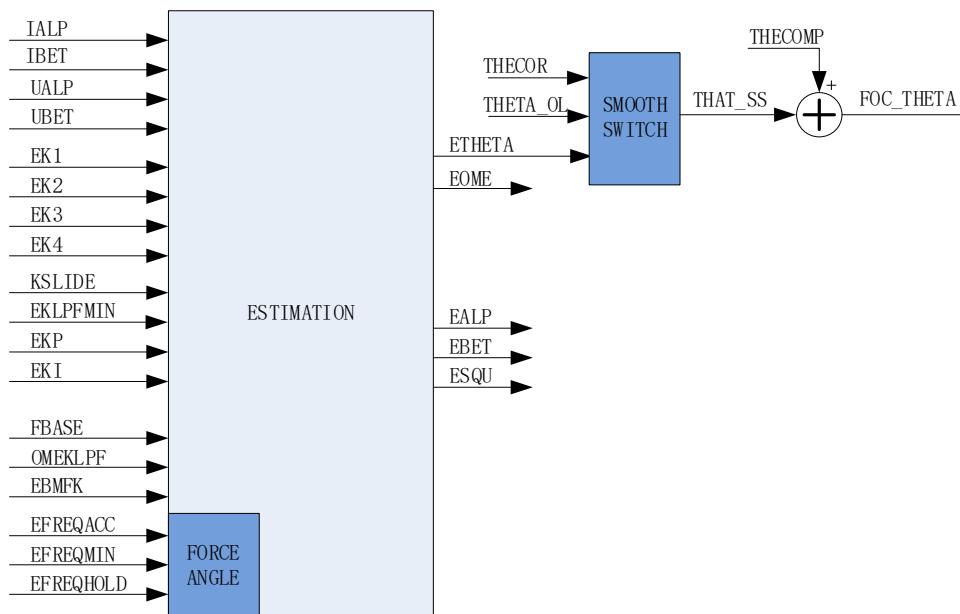 IALP
IBET
UALP
UBET
EK1
EK2
EK3
EK4
KSLIDE
EKLPFMIN
EKP
EKI
FBASE
OMEKLPF
EBMFK
EFREQACC
EFREQMIN
EFREQHOLD
FORCE
ANGLE
ESTIMATION
ETHETA
EOME
EALP
EBET
ESQU
THECOR
THETA_OL
SMOOTH
SWITCH
THAT_SS
THECOMP
+
FOC_THETA